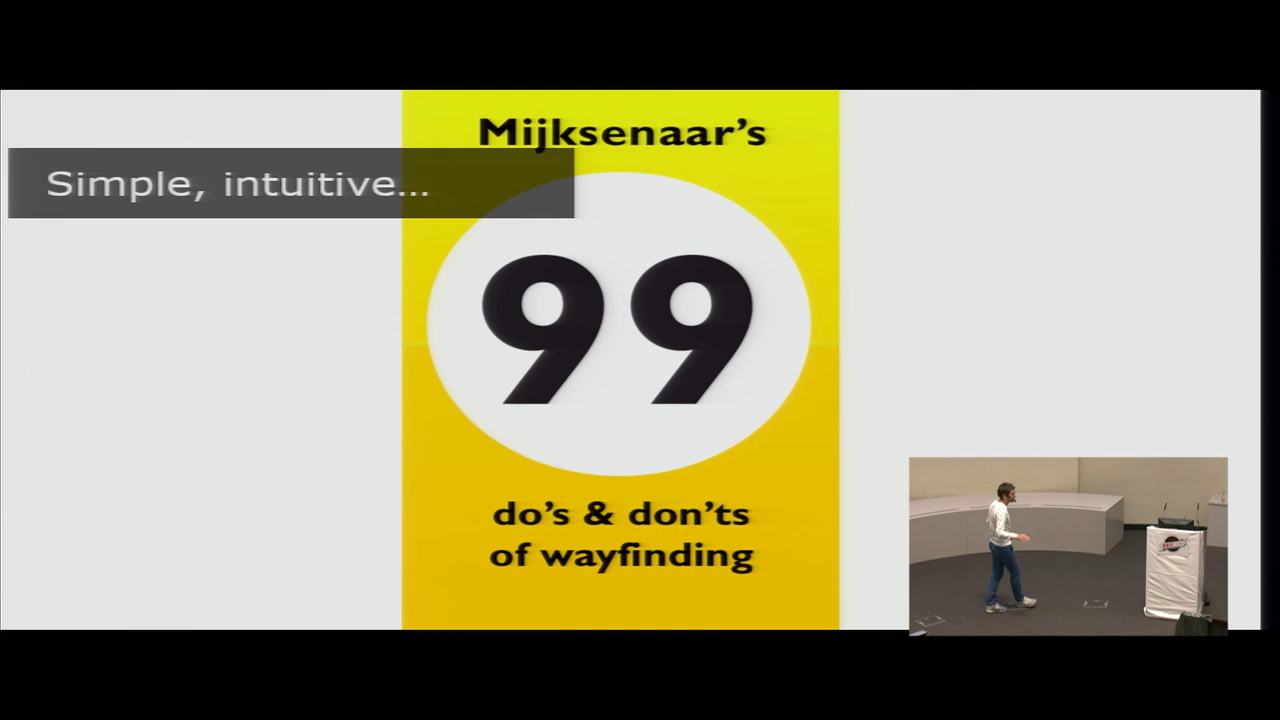 Mijksenaar’s
Simple, intuitive...
99
do’s & don’ts
of wayfinding